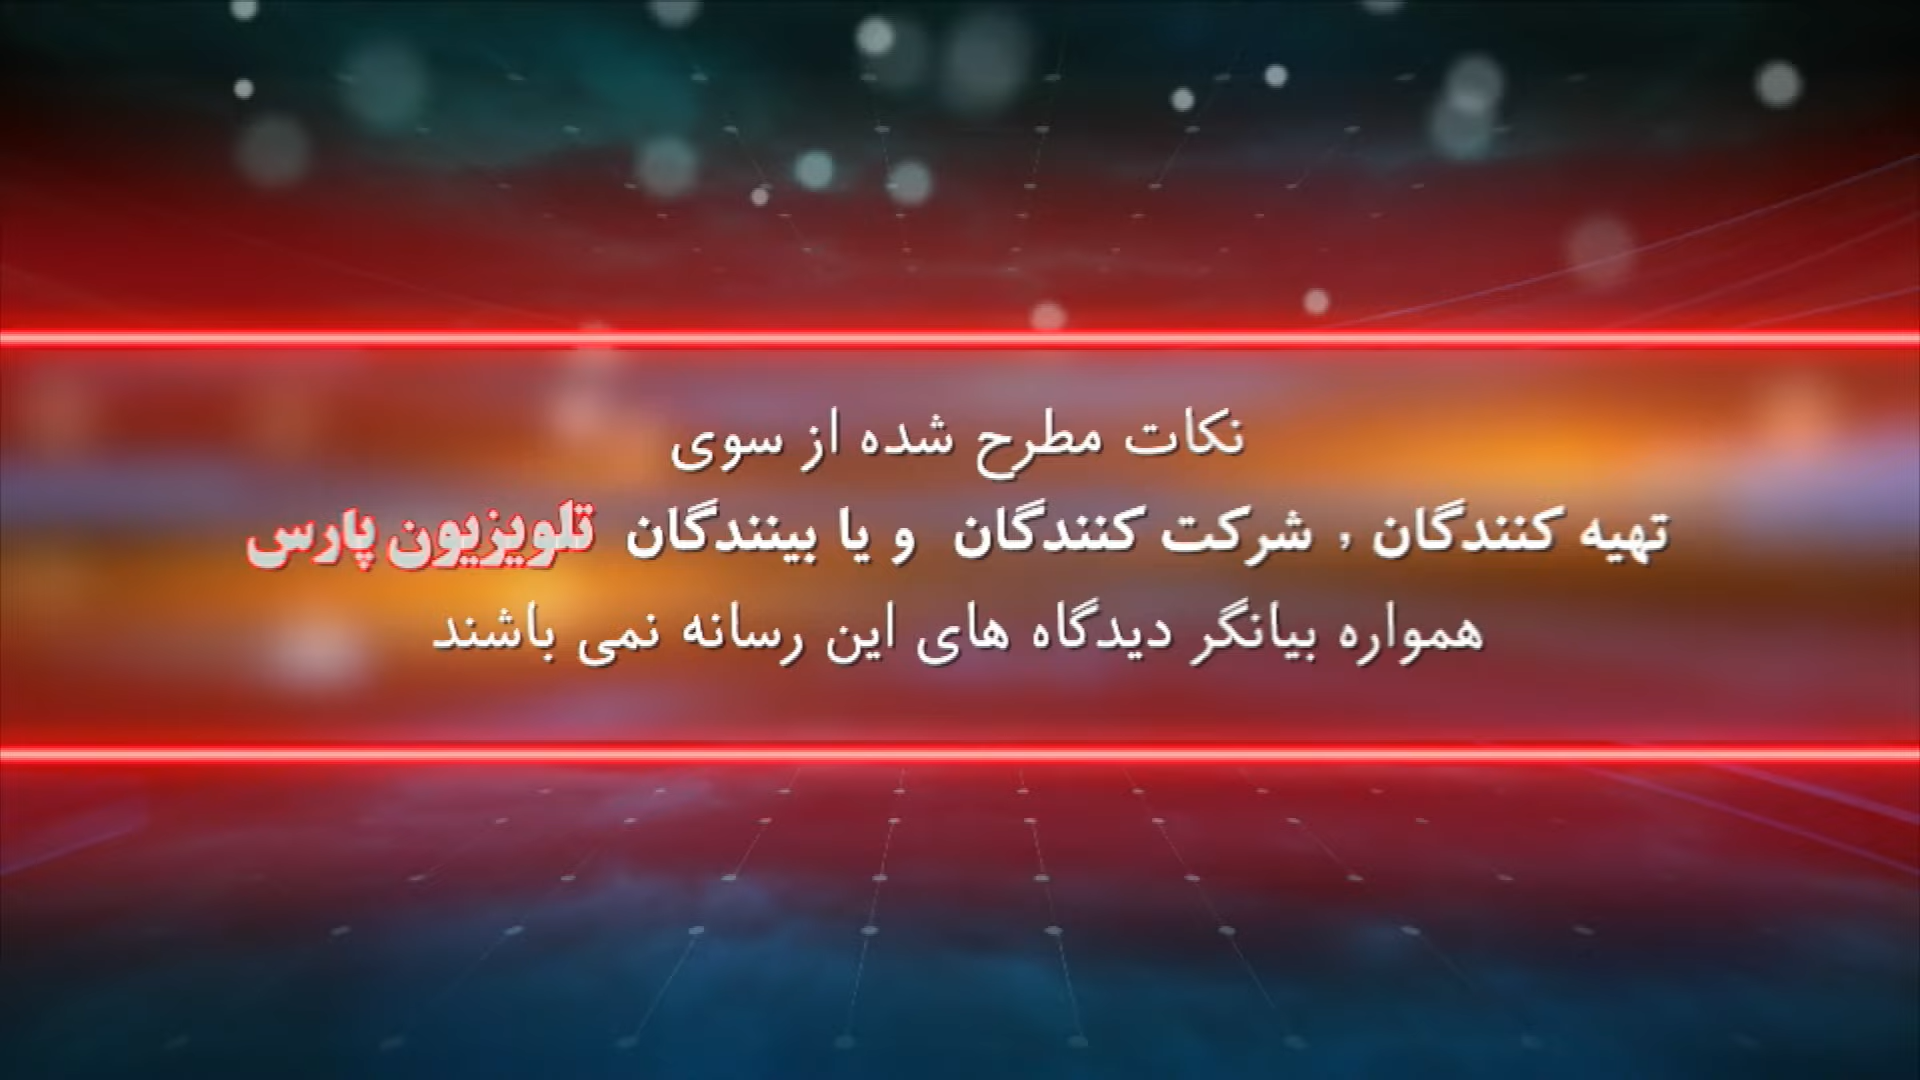 نکات مطرح شده از سوی
تهیه کنندگان , شرکت کنندگان و یا بینندگان تلویزیون پارس
همواره بیانگر دیدگاه های این رسانه نمی باشند